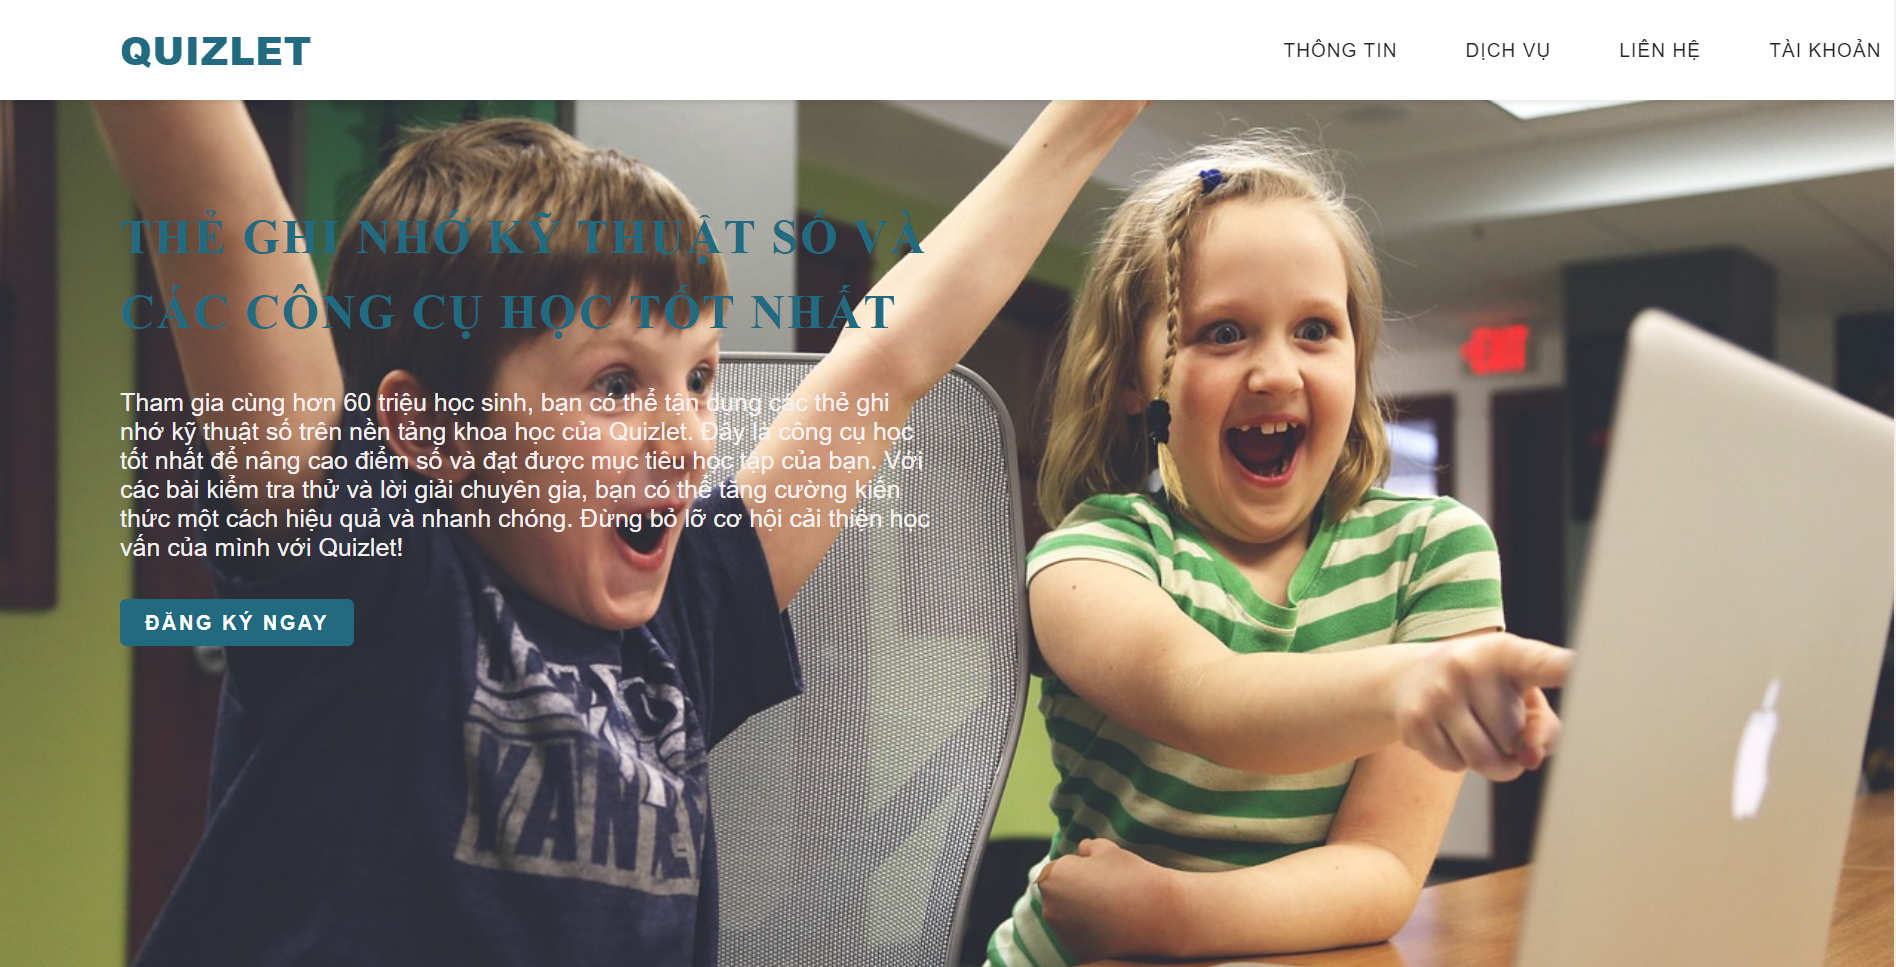 QUIZLET
THÔNG TIN DỊCH VỤ LIÊN HỆ TÀI KHOẢN
THẺ GHI NHỚ KỸ THUẬT SỐ VÀ
CÁC CÔNG CỤ HỌC TỐT NHẤT
EXIT
Tham gia cùng hơn 60 triệu học sinh, bạn có thể tận dụng các thẻ ghi
nhớ kỹ thuật số trên nền tảng khoa học của Quizlet. Đây là công cụ học
tốt nhất để nâng cao điểm số và đạt được mục tiêu học tập của bạn. Với
các bài kiểm tra thử và lời giải chuyên gia, bạn có thể tăng cường kiến
thức một cách hiệu quả và nhanh chóng. Đừng bỏ lỡ cơ hội cải thiện học
vấn của mình với Quizlet!
ĐĂNG KÝ NGAY